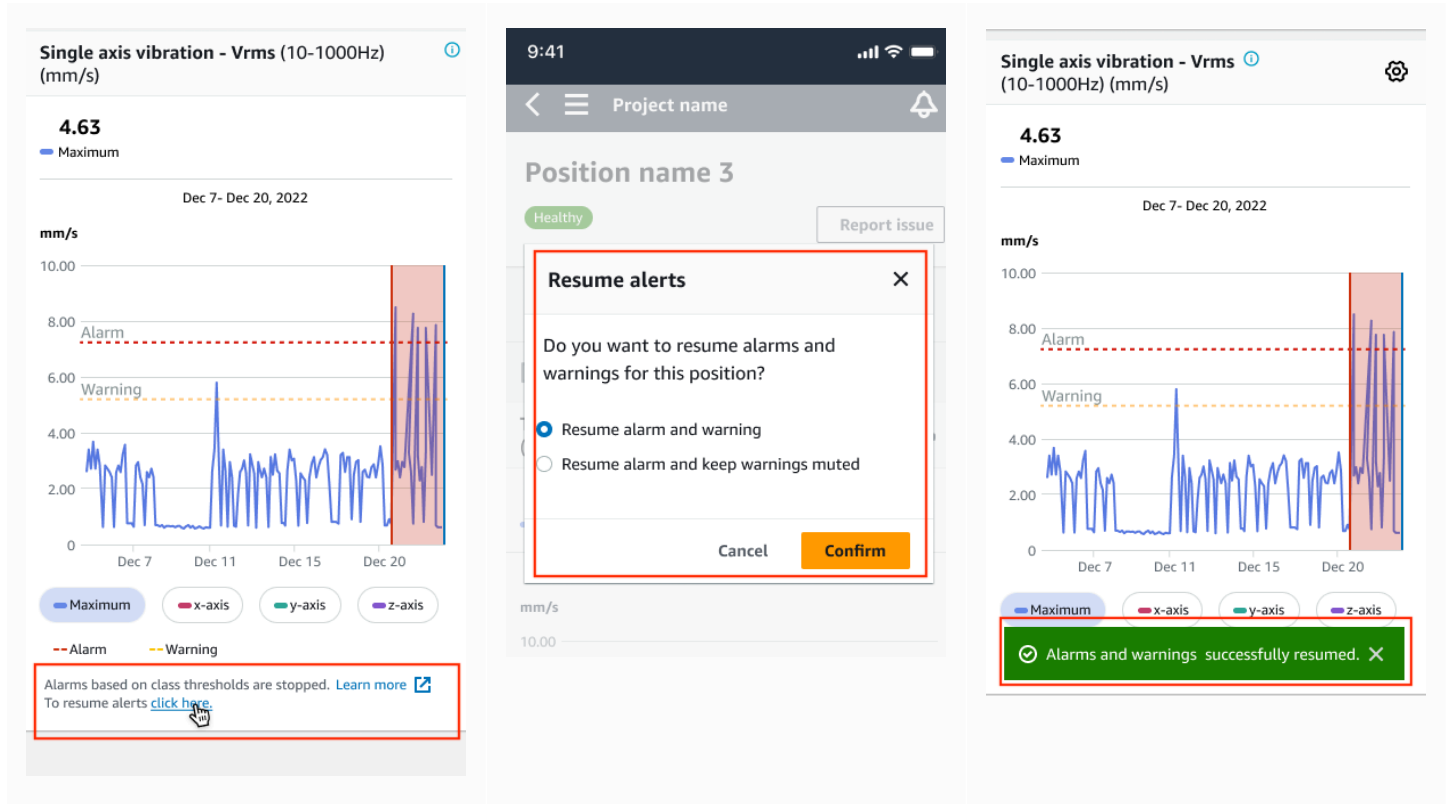 Single axis vibration - Vrms (10-1000Hz)
(mm/s)
4.63
Maximum
Dec 7- Dec 20, 2022
mm/s
10.00
8.00
Alarm
6.00
Warning
4.00
2.00
0
Dec 7 Dec 11 Dec 15 Dec 20
Maximum x-axis y-axis z-axis
Alarm Warning
Alarms based on class thresholds are stopped. Learn more
To resume alerts click here.
9:41
Project name
Position name 3
Healthy
Report issue
Resume alerts
Do you want to resume alarms and
warnings for this position?
Resume alarm and warning
Resume alarm and keep warnings muted
Cancel Confirm
mm/s
10.00
Single axis vibration - Vrms
(10-1000Hz) (mm/s)
4.63
Maximum
Dec 7- Dec 20, 2022
mm/s
10.00
8.00
Alarm
6.00
Warning
4.00
2.00
0
Dec 7 Dec 11 Dec 15 Dec 20
Maximum x-axis y-axis z-axis
Alarms and warnings successfully resumed.